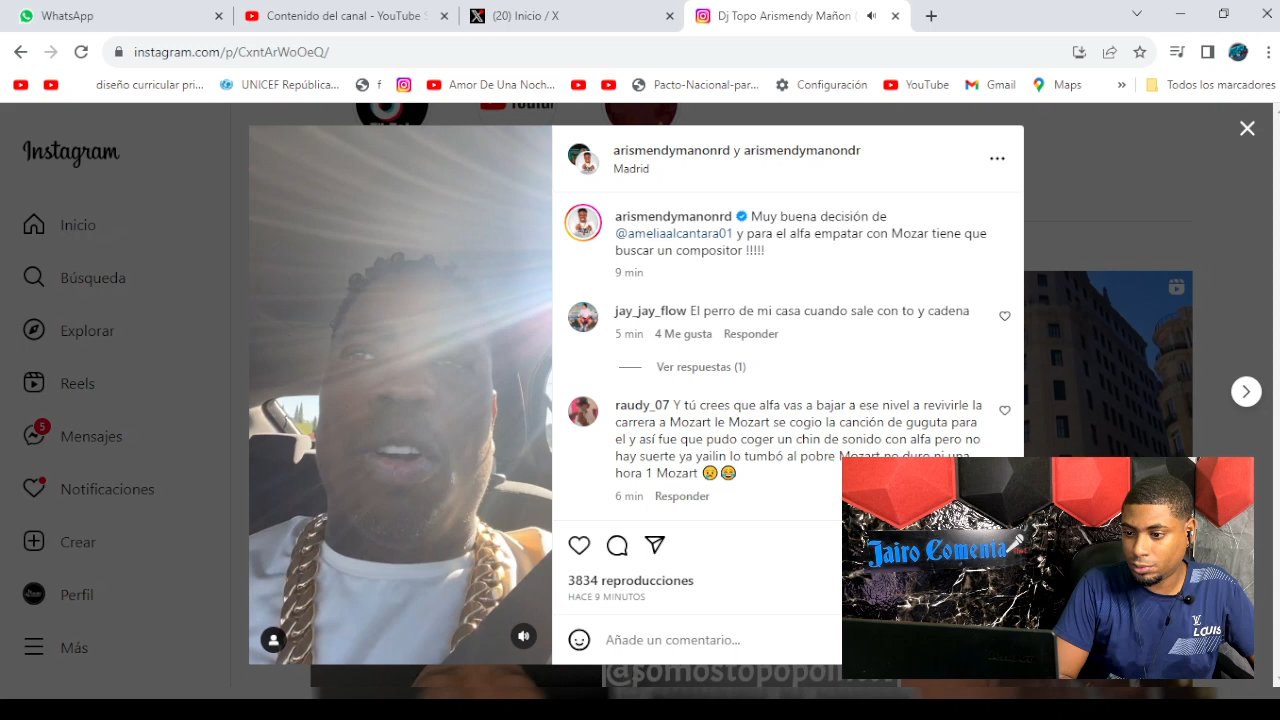 WhatsApp
Contenido del canal - YouTube S
(20) Inicio / X
Dj Topo Arismendy Mañon (
instagram.com/p/CxntArWoOeQ/
diseño curricular pri...
UNICEF República...
f
Amor De Una Noch...
Pacto-Nacional-par...
Configuración
YouTube
Gmail
Maps
»
Todos los marcadores
Instagram
Inicio
Búsqueda
Explorar
Reels
5
Mensajes
Notificaciones
Crear
Perfil
Más
arismendymanonrd y arismendymanondr
Madrid
arismendymanonrd Muy buena decisión de
@ameliaalcantara01 y para el alfa empatar con Mozar tiene que
buscar un compositor !!!!!
9 min
jay_jay_flow El perro de mi casa cuando sale con to y cadena
5 min 4 Me gusta Responder
Ver respuestas (1)
raudy_07 Y tú crees que alfa vas a bajar a ese nivel a revivirle la
carrera a Mozart le Mozart se cogio la canción de guguta para
el y así fue que pudo coger un chin de sonido con alfa pero no
hay suerte ya yailin lo tumbó al pobre Mozart no duro ni una
hora 1 Mozart 😥😂
6 min Responder
3834 reproducciones
HACE 9 MINUTOS
Añade un comentario...
Jairo Comenta
LOUIS